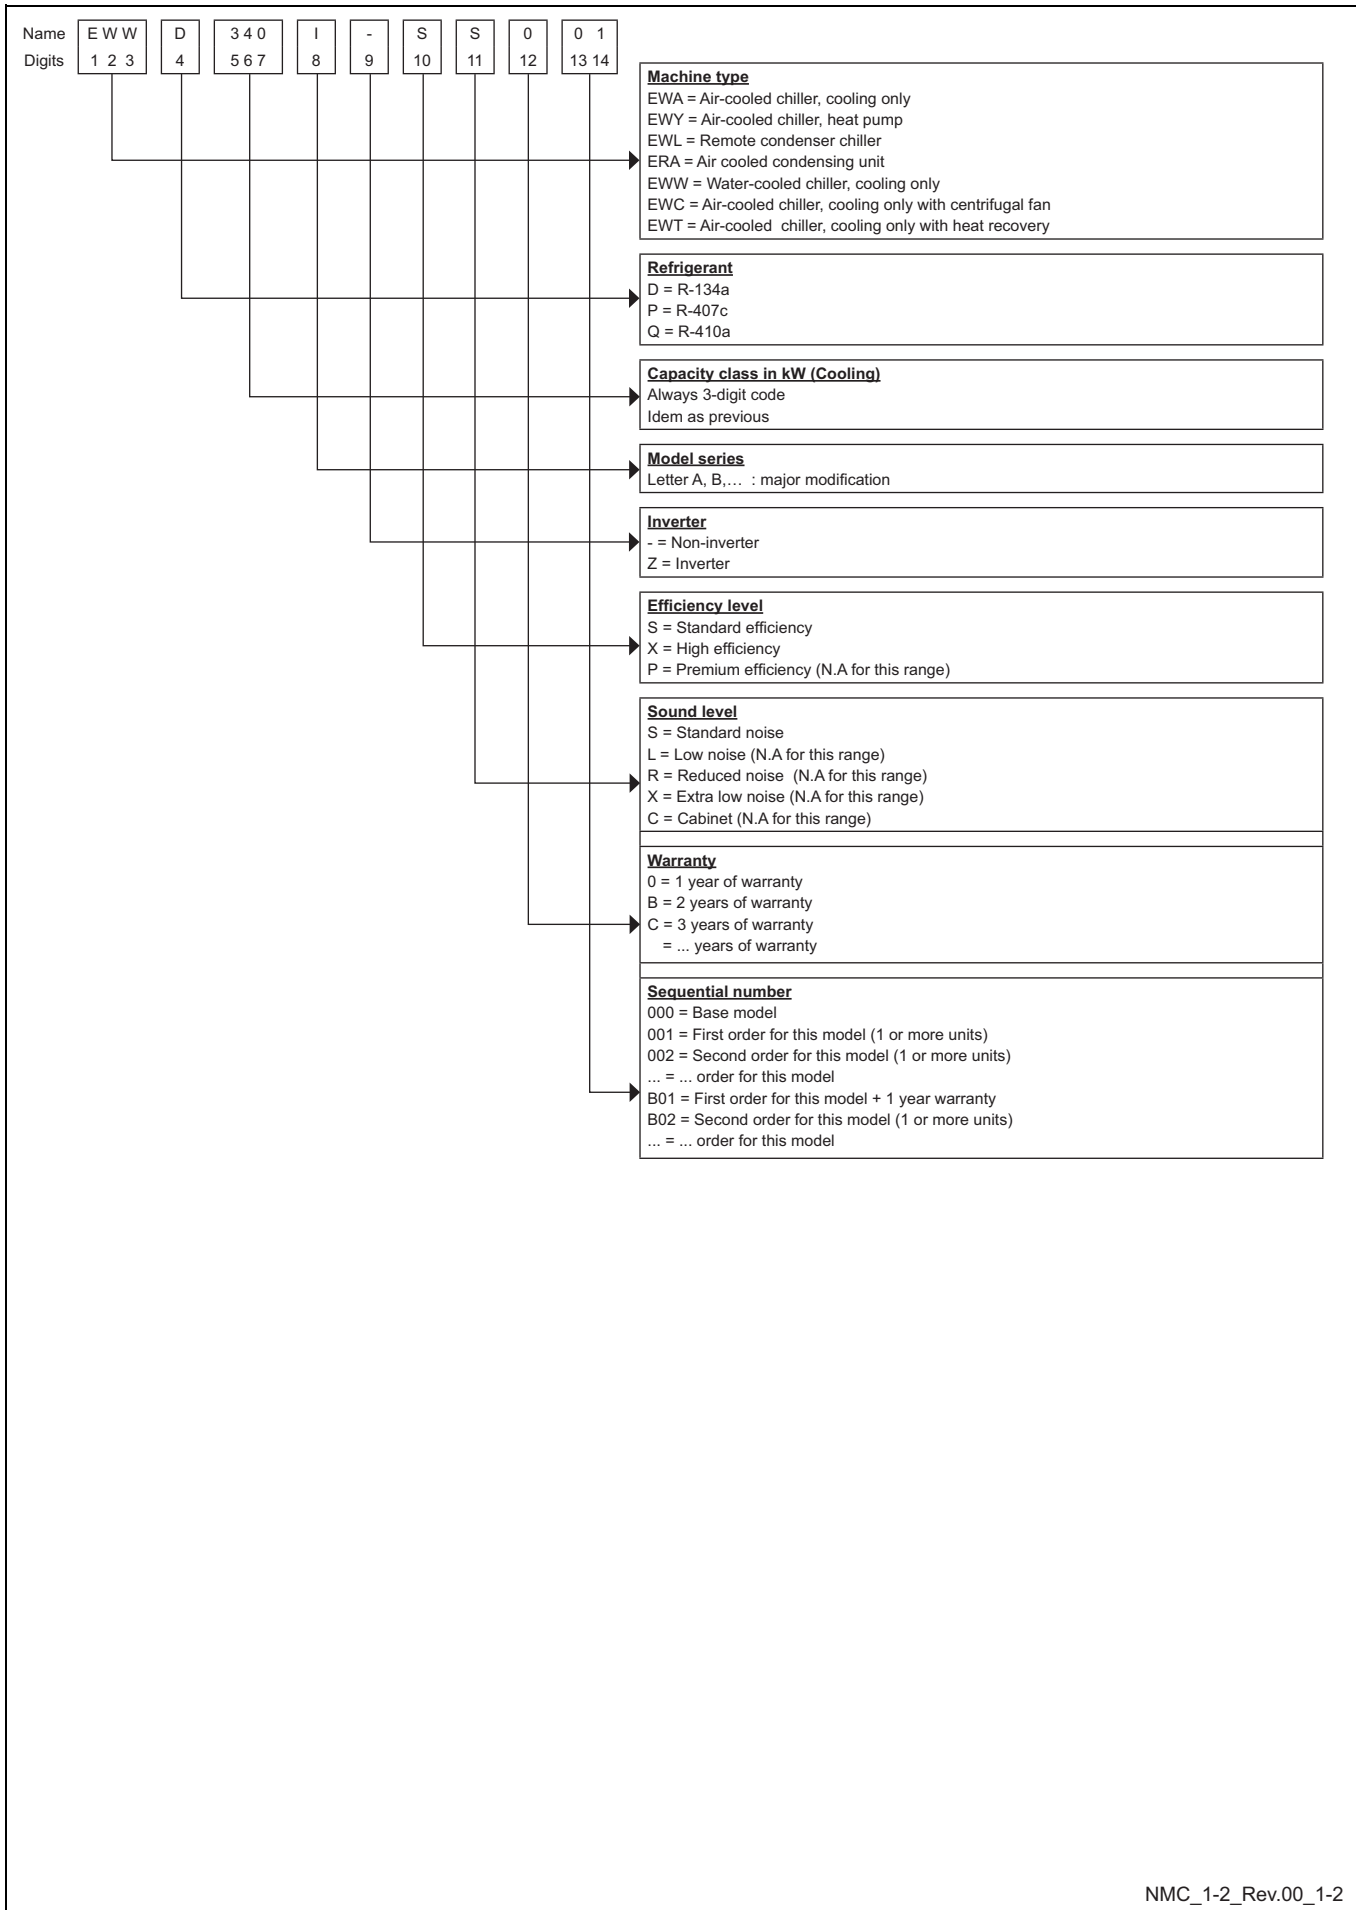 Name E W W D 3 4 0 I - S S 0 0 1
Digits 1 2 3 4 5 6 7 8 9 10 11 12 13 14
Machine type
EWA = Air-cooled chiller, cooling only
EWY = Air-cooled chiller, heat pump
EWL = Remote condenser chiller
ERA = Air cooled condensing unit
EWW = Water-cooled chiller, cooling only
EWC = Air-cooled chiller, cooling only with centrifugal fan
EWT = Air-cooled chiller, cooling only with heat recovery
Refrigerant
D = R-134a
P = R-407c
Q = R-410a
Capacity class in kW (Cooling)
Always 3-digit code
Idem as previous
Model series
Letter A, B,… : major modification
Inverter
- = Non-inverter
Z = Inverter
Efficiency level
S = Standard efficiency
X = High efficiency
P = Premium efficiency (N.A for this range)
Sound level
S = Standard noise
L = Low noise (N.A for this range)
R = Reduced noise (N.A for this range)
X = Extra low noise (N.A for this range)
C = Cabinet (N.A for this range)
Warranty
0 = 1 year of warranty
B = 2 years of warranty
C = 3 years of warranty
= ... years of warranty
Sequential number
000 = Base model
001 = First order for this model (1 or more units)
002 = Second order for this model (1 or more units)
... = ... order for this model
B01 = First order for this model + 1 year warranty
B02 = Second order for this model (1 or more units)
... = ... order for this model
NMC_1-2_Rev.00_1-2